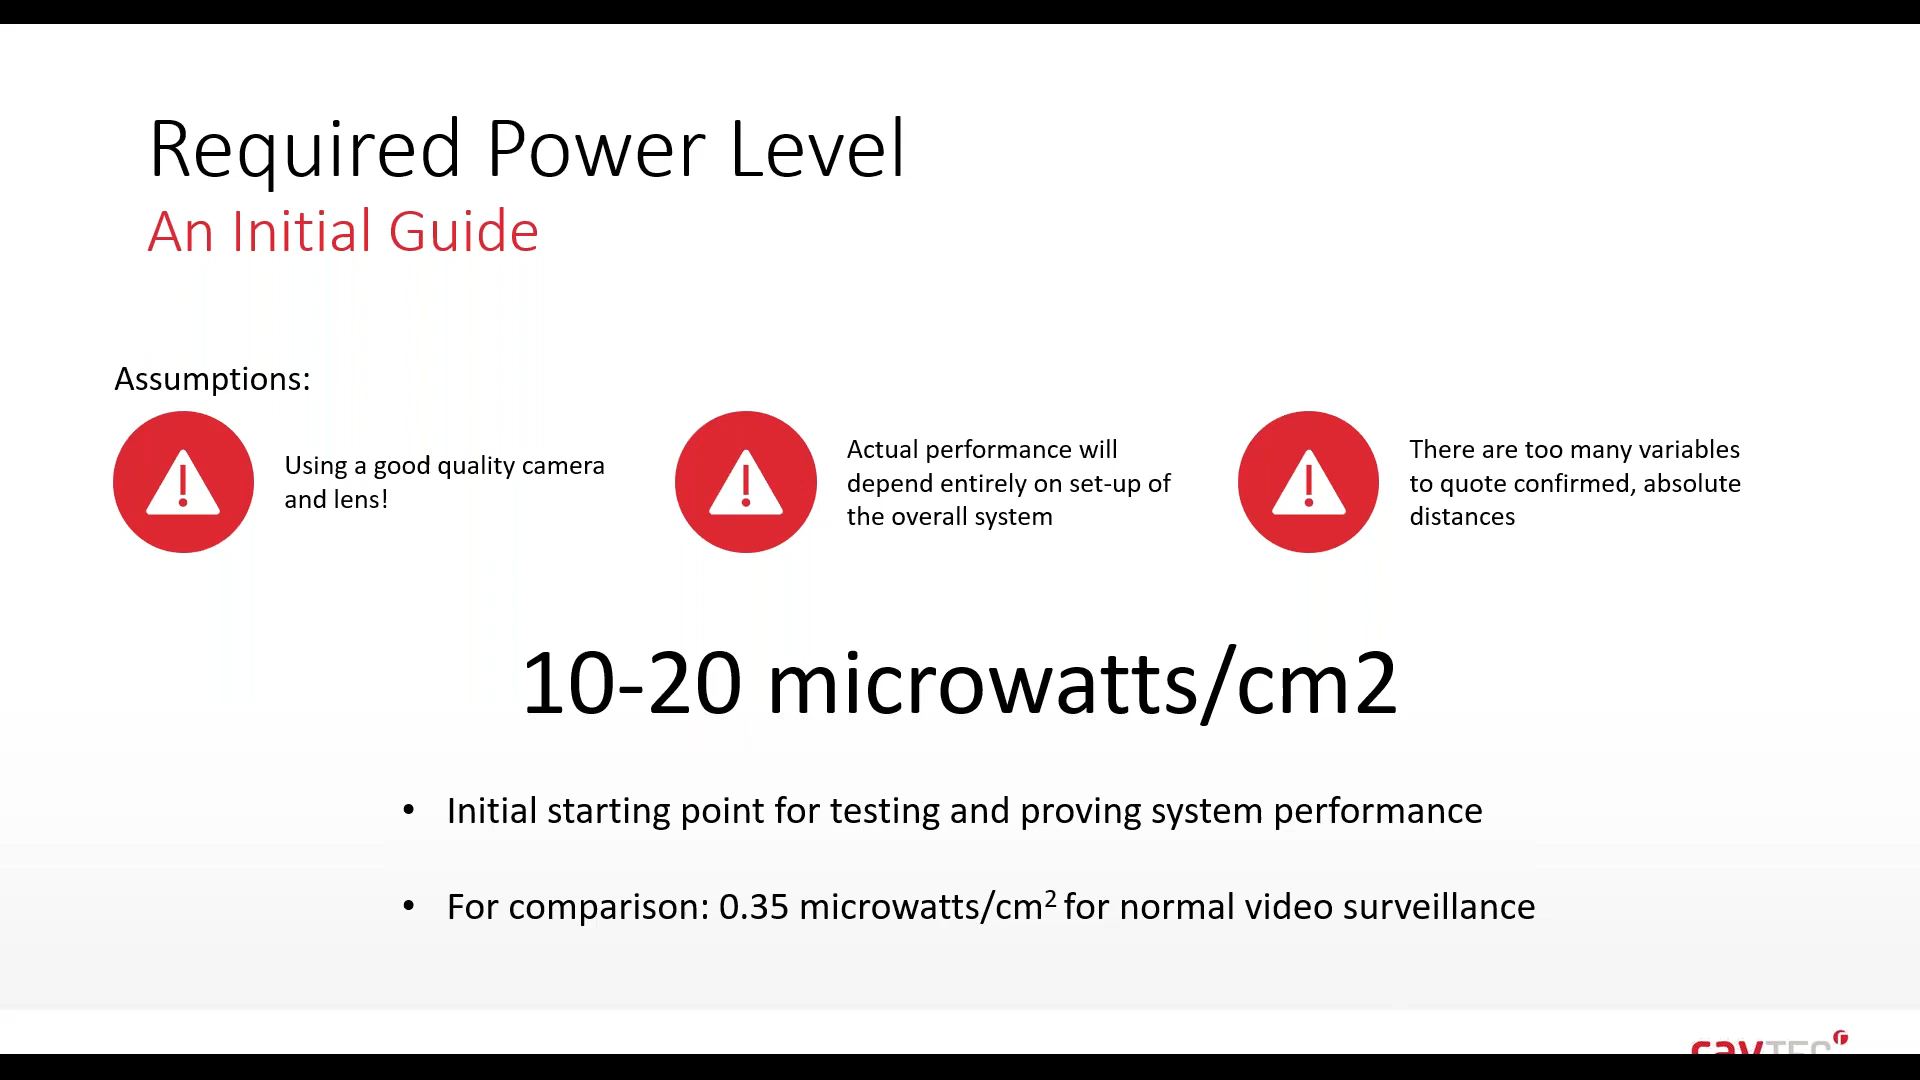 Required Power Level
An Initial Guide
Assumptions:
Using a good quality camera
and lens!
Actual performance will
depend entirely on set-up of
the overall system
There are too many variables
to quote confirmed, absolute
distances
10-20 microwatts/cm2
• Initial starting point for testing and proving system performance
• For comparison: 0.35 microwatts/cm² for normal video surveillance
rayTEC